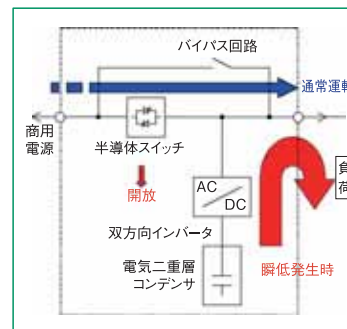 バイパス回路
通常運転
商用
電源
半導体スイッチ
開放
負
荷
AC
DC
双方向インバータ
電気二重層
コンデンサ
瞬低発生時